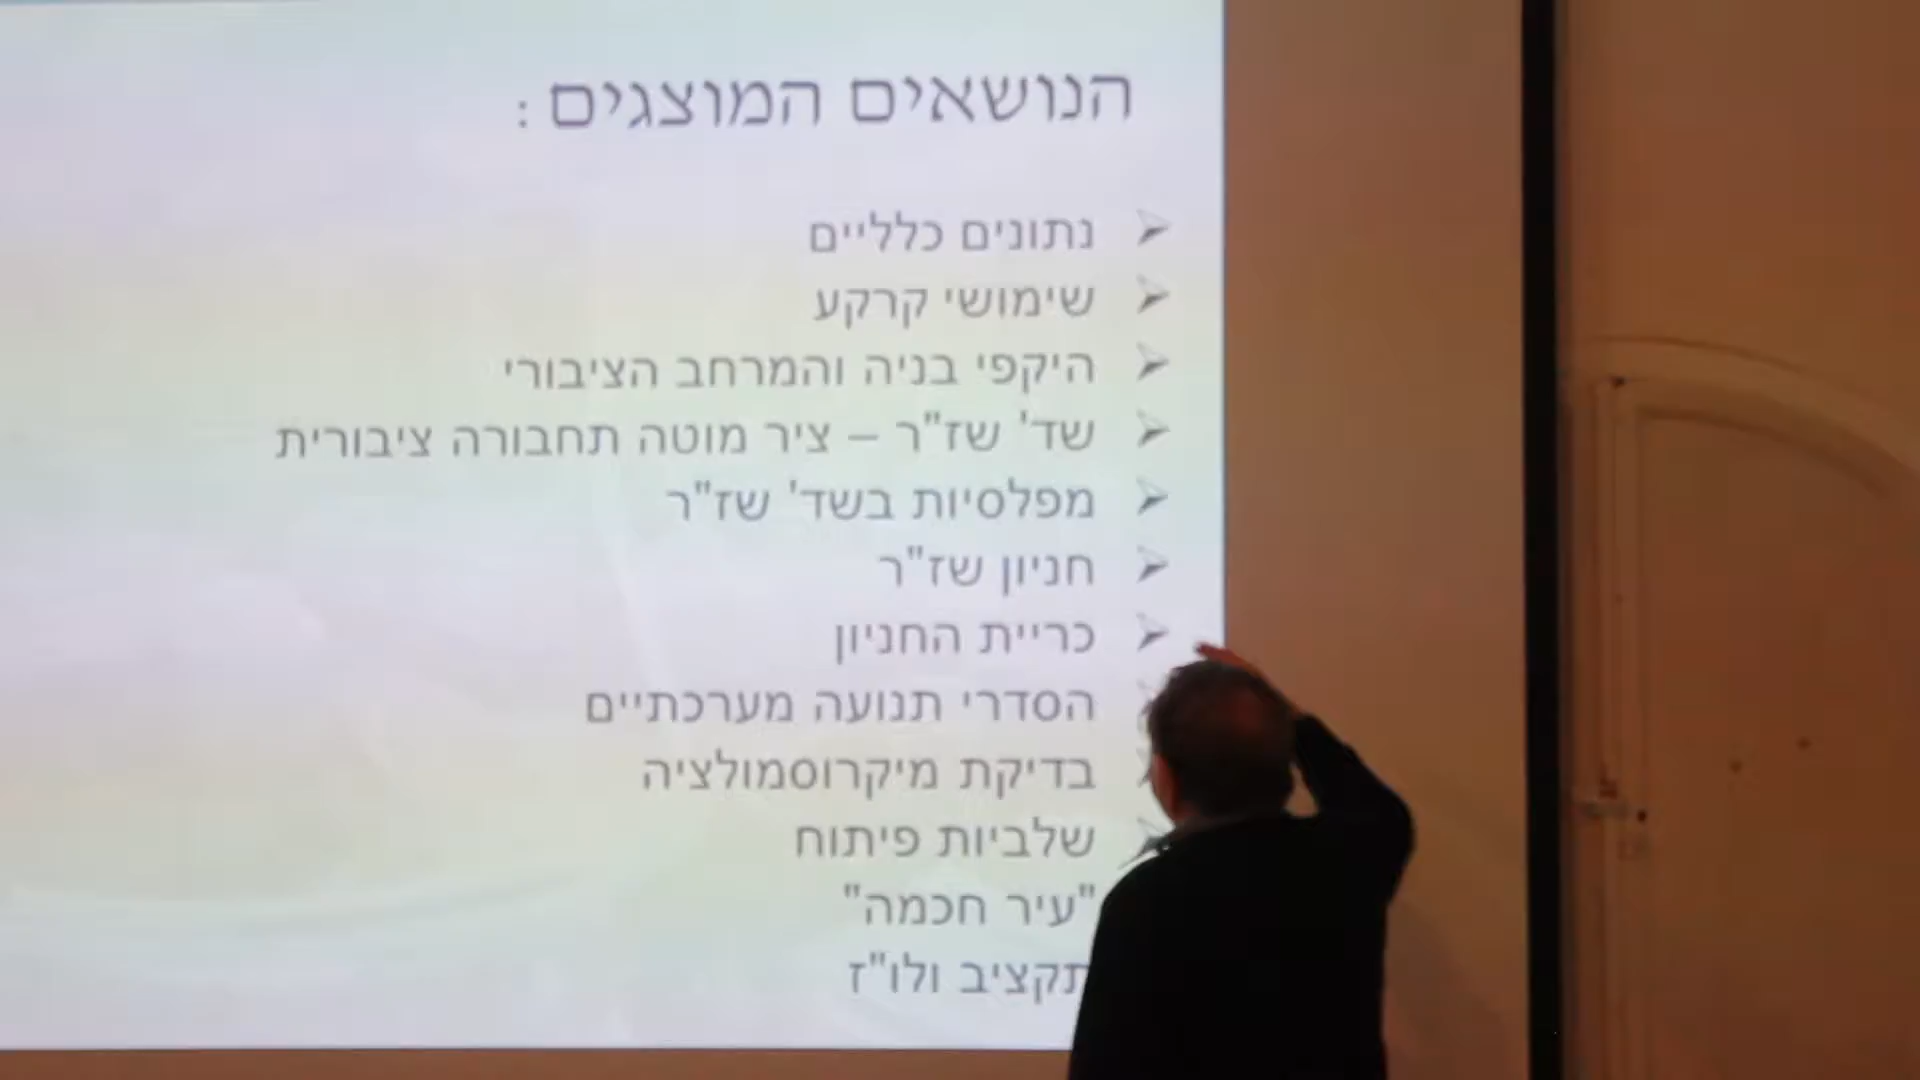 הנושאים המוצגים :
נתונים כלליים
שימושי קרקע
היקפי בניה והמרחב הציבורי
שד' שז"ר – ציר מוטה תחבורה ציבורית
מפלסיות בשד' שז"ר
חניון שז"ר
כריית החניון
הסדרי תנועה מערכתיים
בדיקת מיקרוסמולציה
שלביות פיתוח
"עיר חכמה"
תקציב ולו"ז